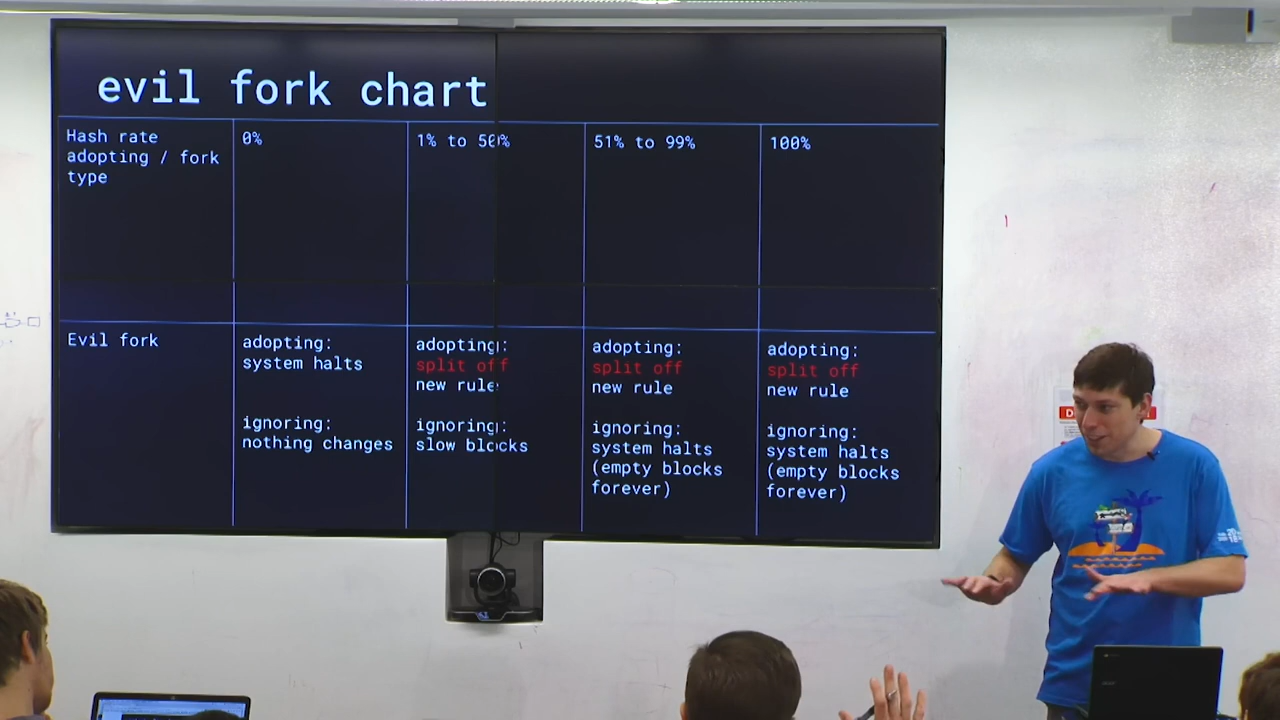 evil fork chart
Hash rate
adopting / fork
type
0%
1% to 50%
51% to 99%
100%
Evil fork
adopting:
system halts
ignoring:
nothing changes
adopting:
split off
new rule
ignoring:
slow blocks
adopting:
split off
new rule
ignoring:
system halts
(empty blocks
forever)
adopting:
split off
new rule
ignoring:
system halts
(empty blocks
forever)